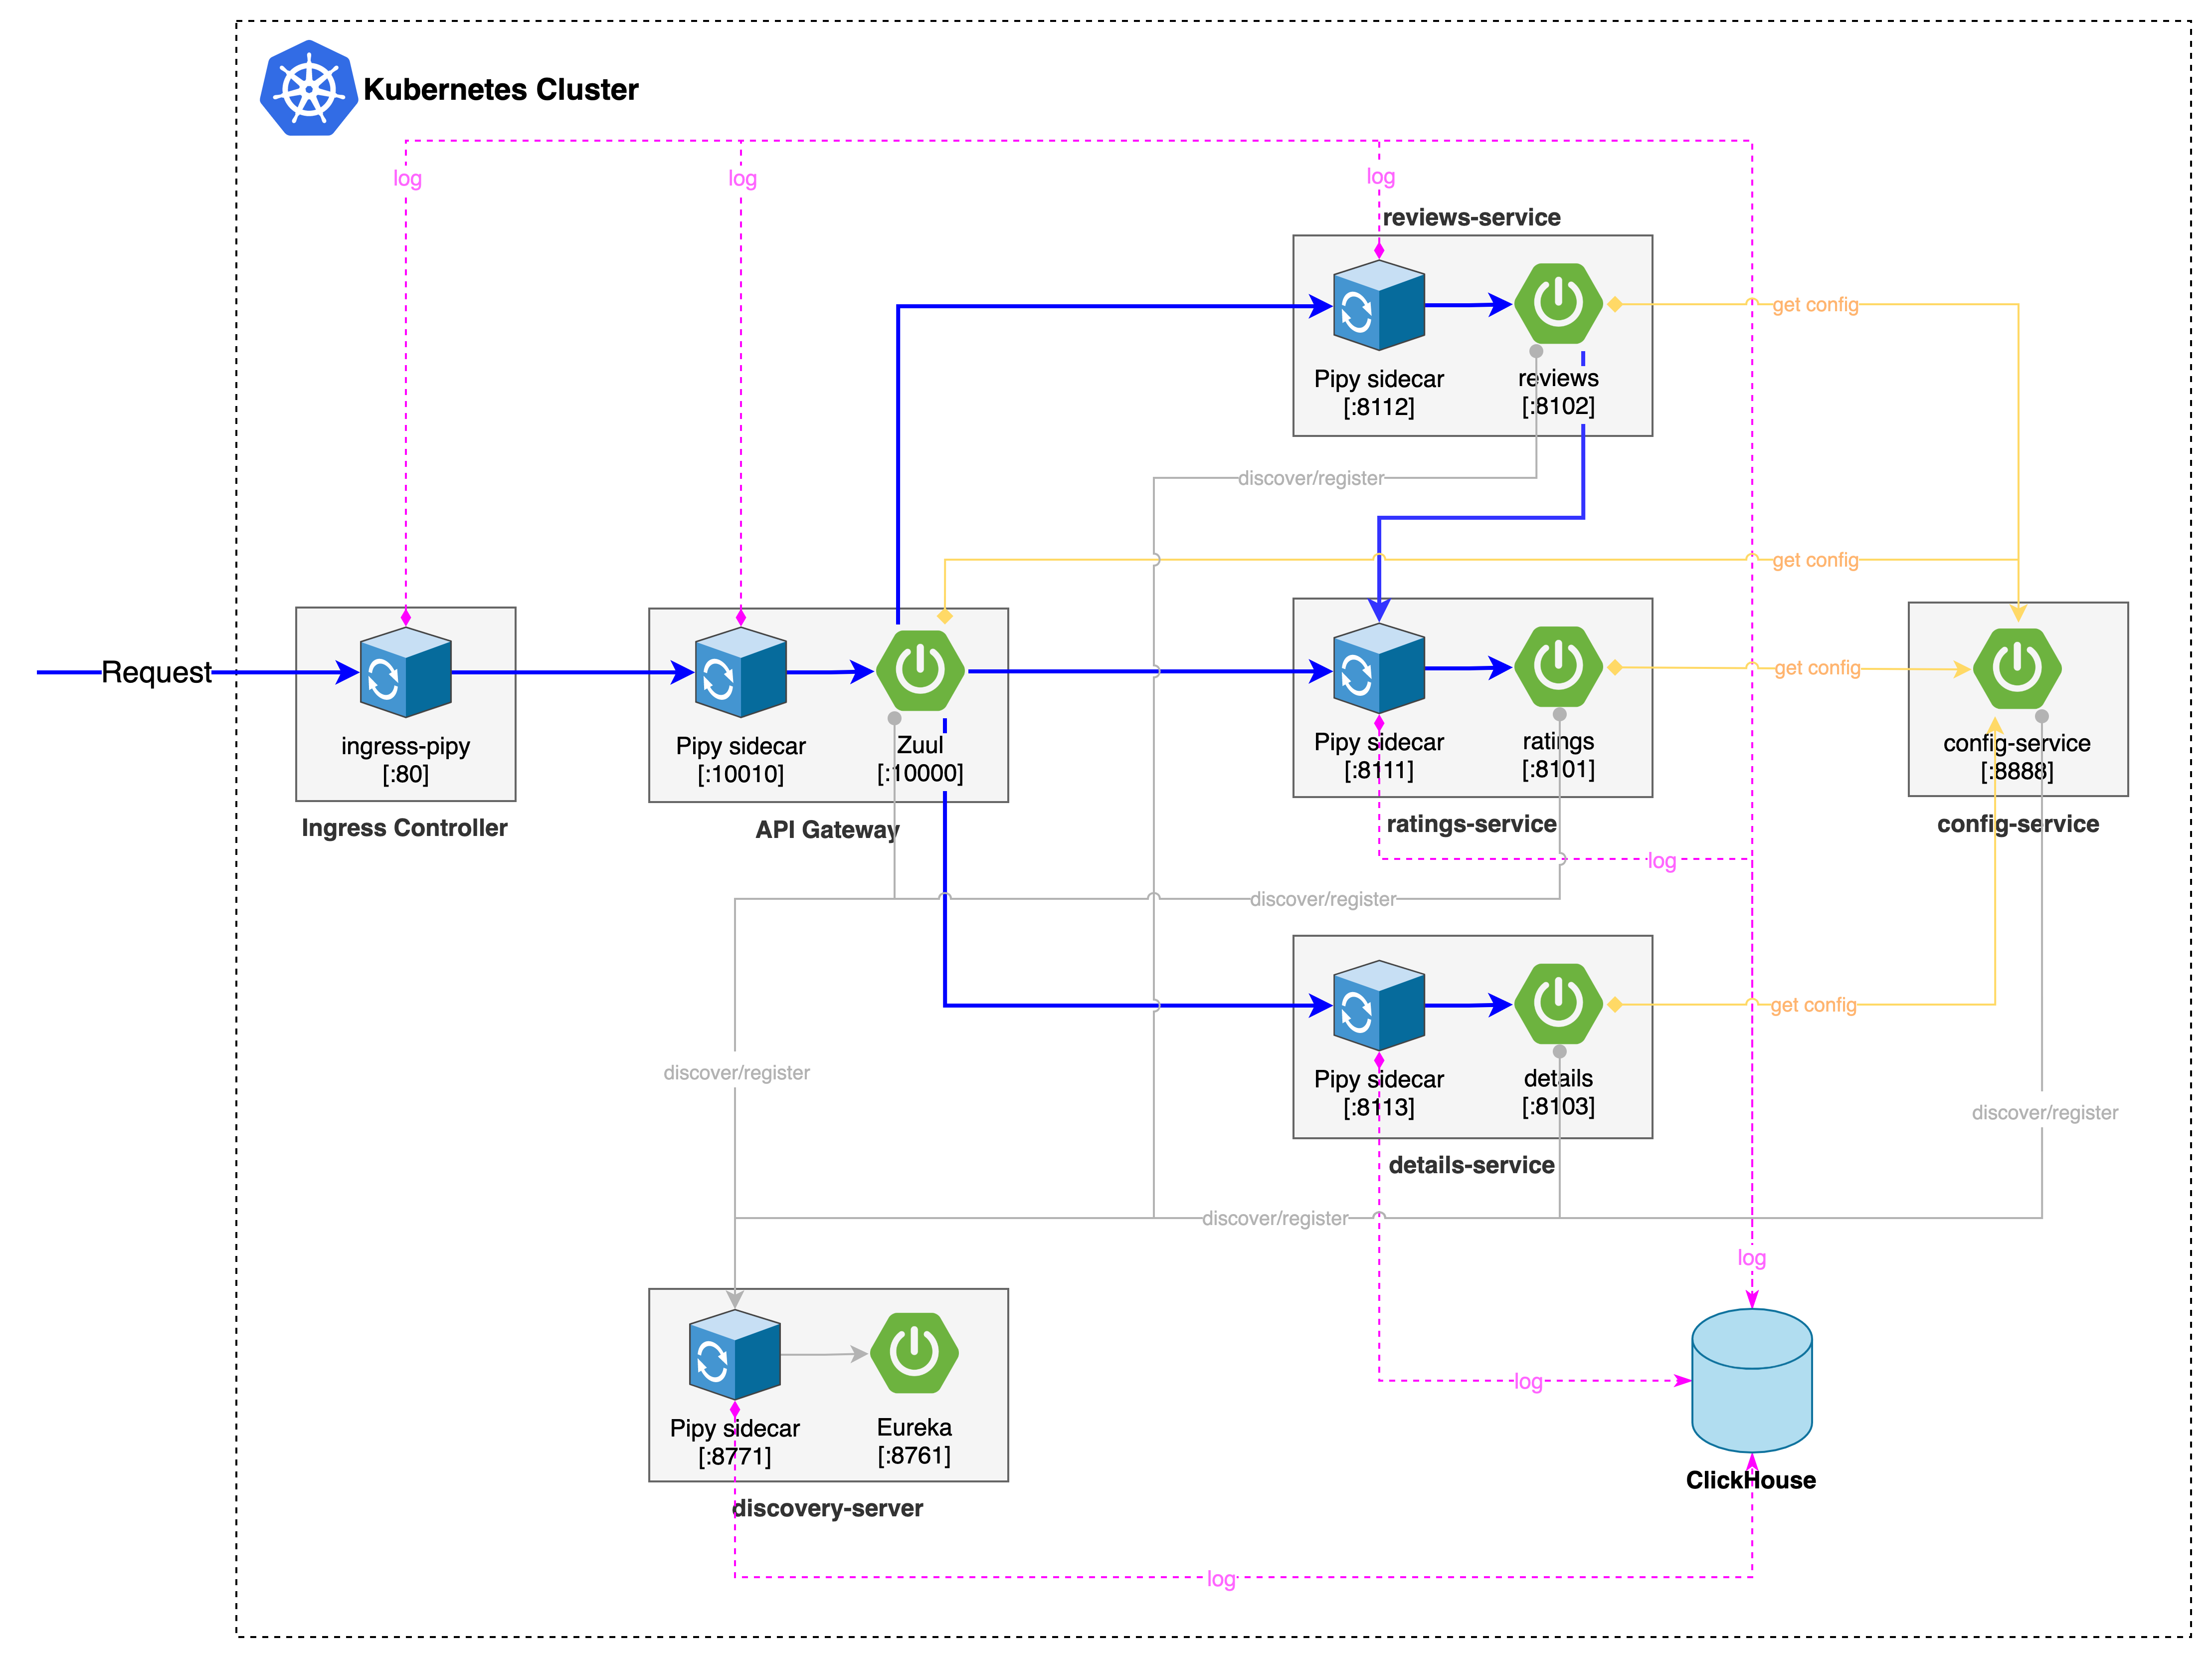 Kubernetes Cluster
log
log
log
reviews-service
Pipy sidecar
[:8112]
reviews
[:8102]
get config
discover/register
get config
Request
ingress-pipy
[:80]
Ingress Controller
Pipy sidecar
[:10010]
Zuul
[:10000]
API Gateway
Pipy sidecar
[:8111]
ratings
[:8101]
ratings-service
get config
config-service
[:8888]
config-service
log
discover/register
discover/register
Pipy sidecar
[:8113]
details
[:8103]
details-service
get config
discover/register
discover/register
log
Pipy sidecar
[:8771]
Eureka
[:8761]
discovery-server
log
ClickHouse
log